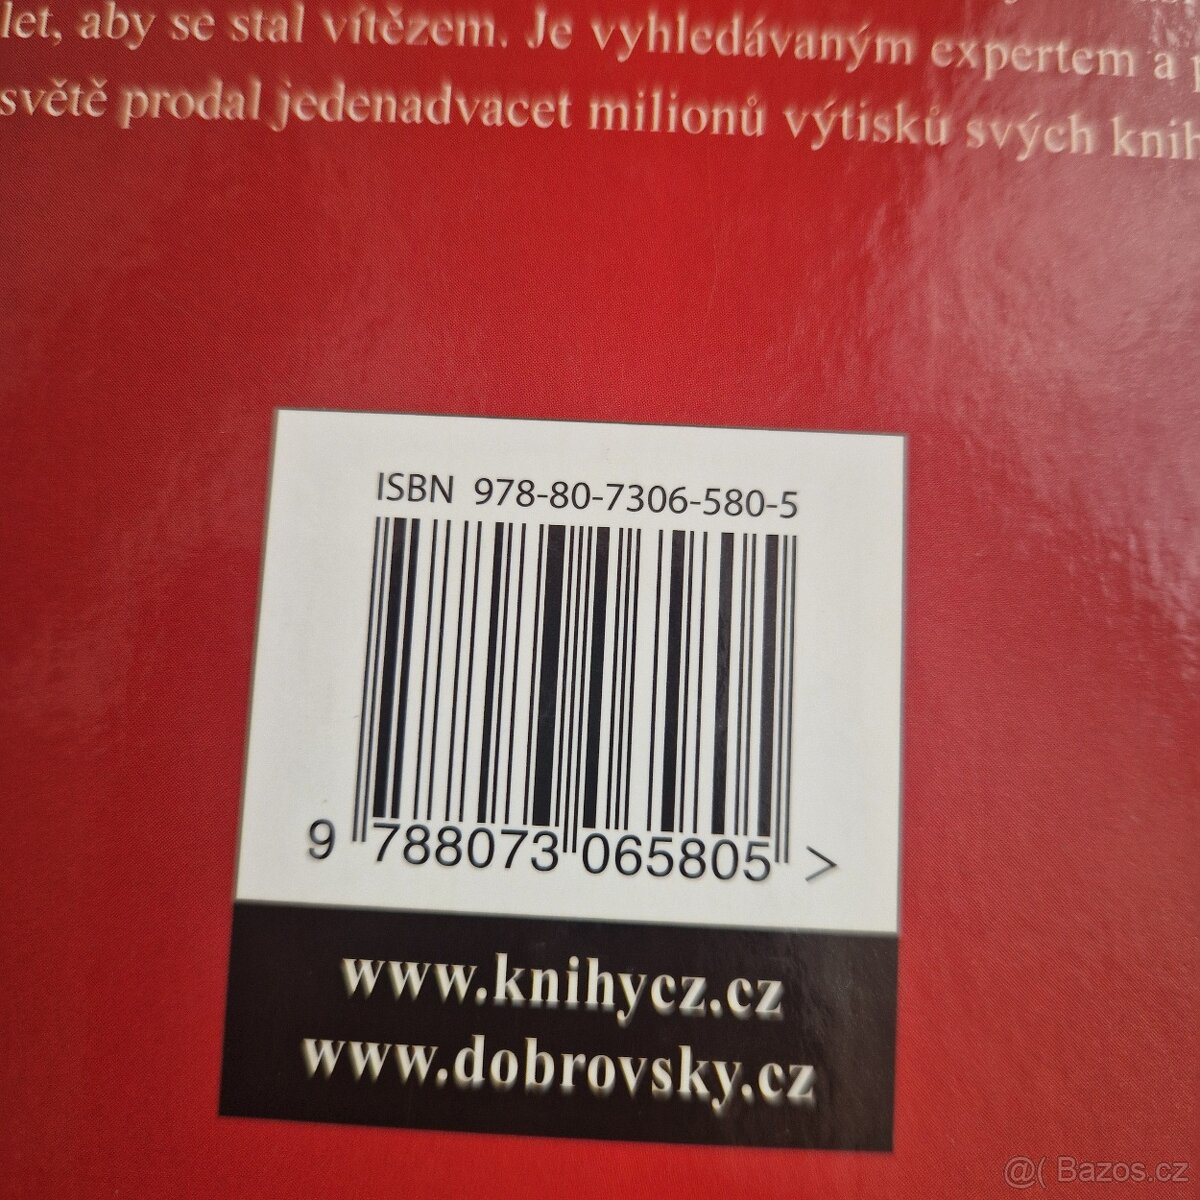 let, aby se stal vítězem. Je vyhledávaným expertem a
světě prodal jedenadvacet milionů výtisků svých knih
ISBN 978-80-7306-580-5
9 788073 065805 >
www.knihycz.cz
www.dobrovsky.cz
@( Bazos.cz